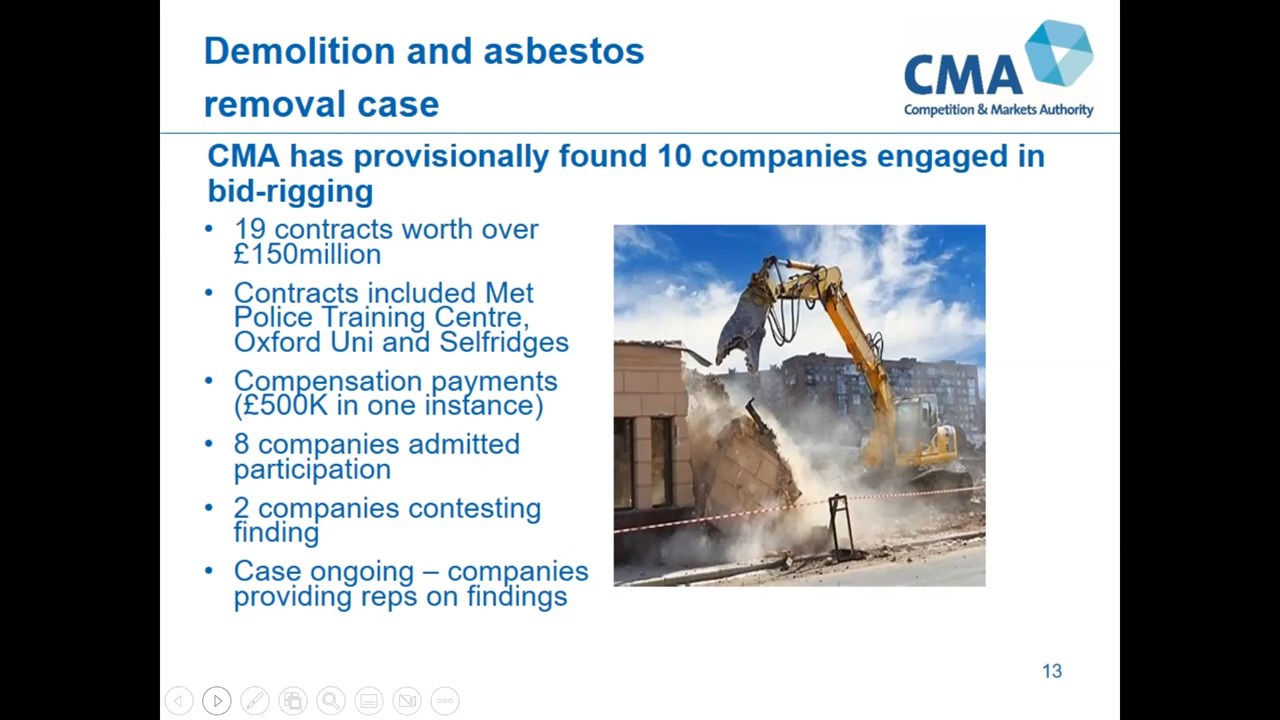 Demolition and asbestos
removal case
CMA
Competition & Markets Authority
CMA has provisionally found 10 companies engaged in
bid-rigging
• 19 contracts worth over
£150million
• Contracts included Met
Police Training Centre,
Oxford Uni and Selfridges
• Compensation payments
(£500K in one instance)
• 8 companies admitted
participation
• 2 companies contesting
finding
• Case ongoing – companies
providing reps on findings
13